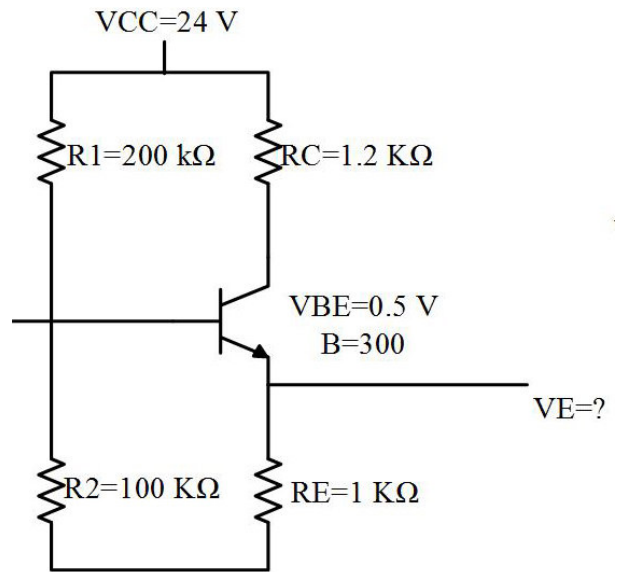 VCC=24 V
R1=200 kΩ
RC=1.2 KΩ
VBE=0.5 V
B=300
VE=?
R2=100 KΩ
RE=1 KΩ